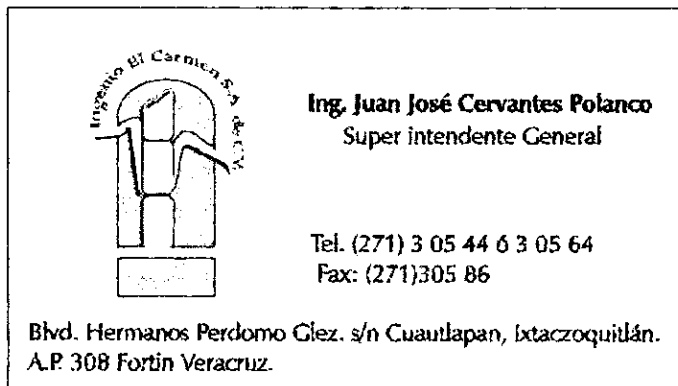 Ingenio El Carmen S.A. de C.V.
Ing. Juan José Cervantes Polanco
Super intendente General
Tel. (271) 3 05 44 ó 3 05 64
Fax: (271)305 86
Blvd. Hermanos Perdomo Glez. s/n Cuautlapan, Ixtaczoquitlán.
A.P. 308 Fortin Veracruz.